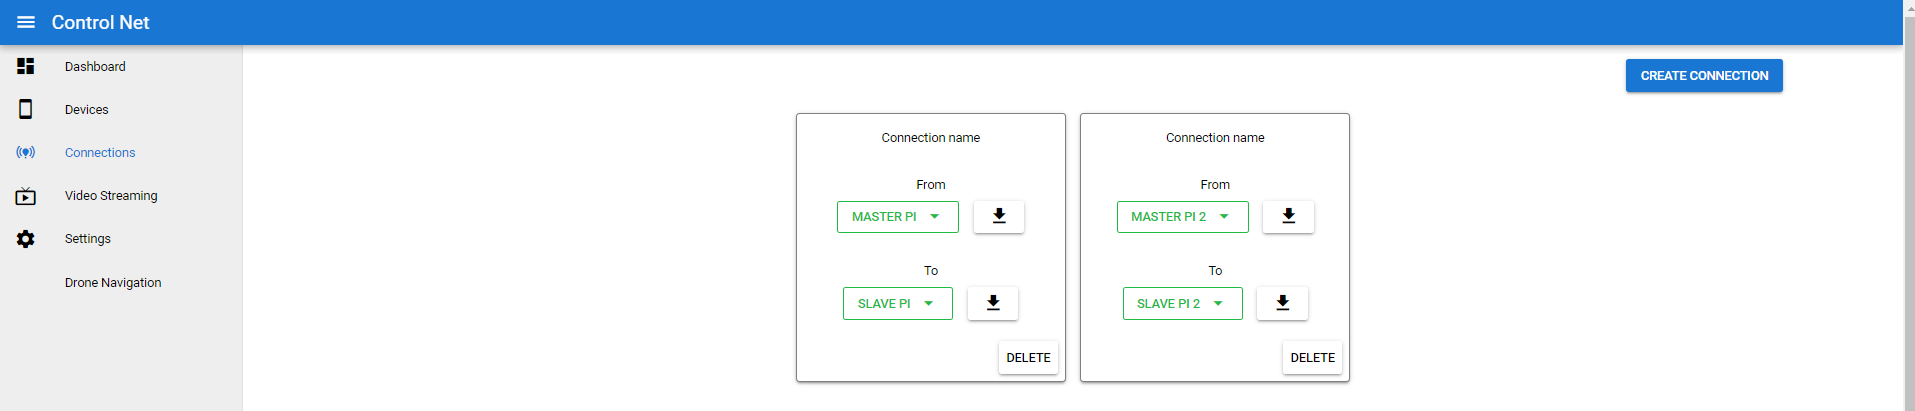 Control Net
Dashboard
Devices
Connections
Video Streaming
Settings
Drone Navigation
CREATE CONNECTION
Connection name
From
MASTER PI
To
SLAVE PI
DELETE
Connection name
From
MASTER PI 2
To
SLAVE PI 2
DELETE